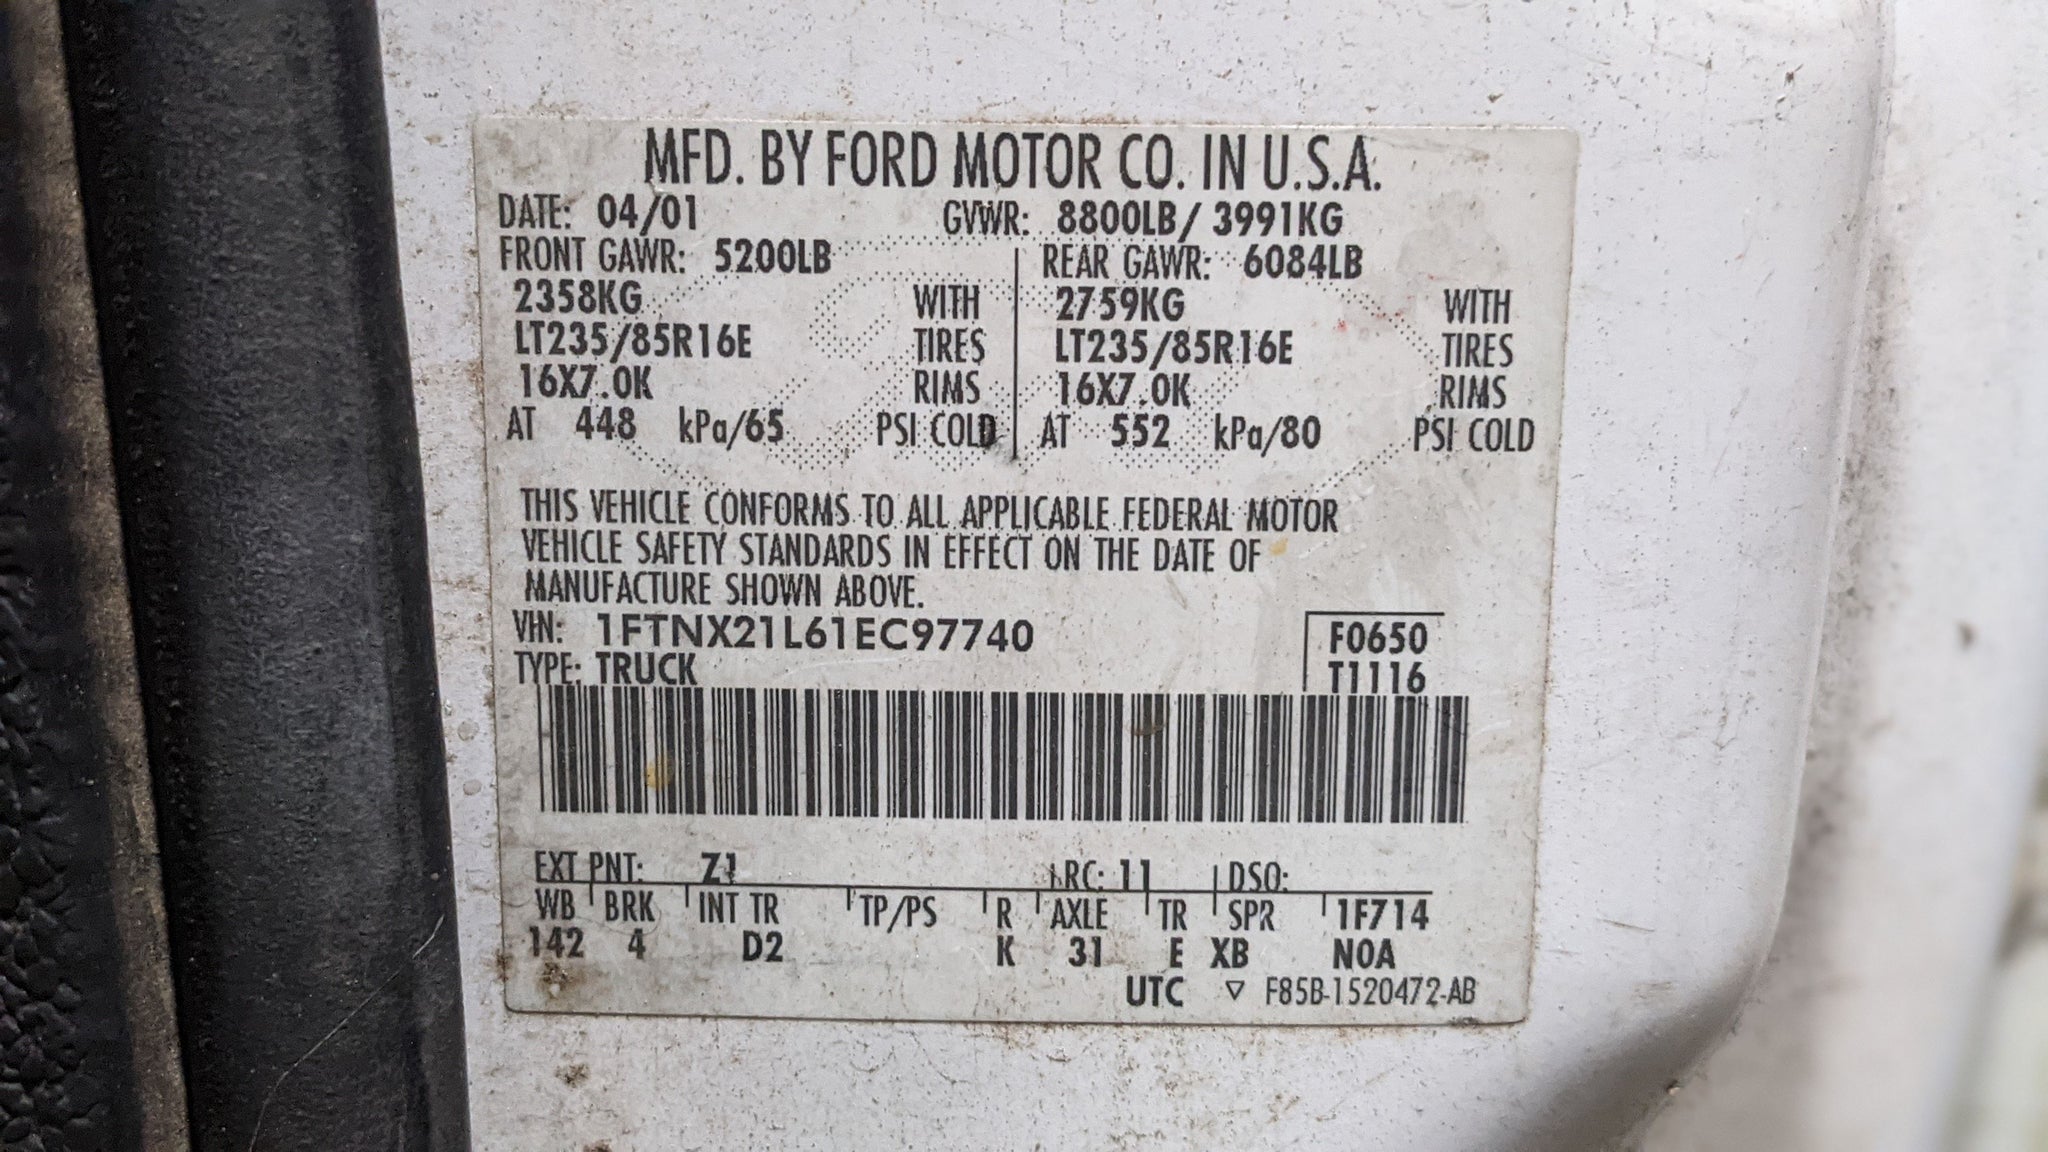 MFD. BY FORD MOTOR CO. IN U.S.A.
DATE: 04/01 GVWR: 8800LB/ 3991KG
FRONT GAWR: 5200LB REAR GAWR: 6084LB
2358KG WITH 2759KG WITH
LT235/85R16E TIRES LT235/85R16E TIRES
16X7.0K RIMS 16X7.0K RIMS
AT 448 kPa/65 PSI COLD AT 552 kPa/80 PSI COLD
THIS VEHICLE CONFORMS TO ALL APPLICABLE FEDERAL MOTOR
VEHICLE SAFETY STANDARDS IN EFFECT ON THE DATE OF
MANUFACTURE SHOWN ABOVE.
VIN: 1FTNX21L61EC97740 F0650
TYPE: TRUCK T1116
EXT PNT: Z1 RC: 11 DSO:
WB BRK INT TR TP/PS R AXLE TR SPR 1F714
142 4 D2 K 31 E XB N0A
UTC ▽ F85B-1520472-AB